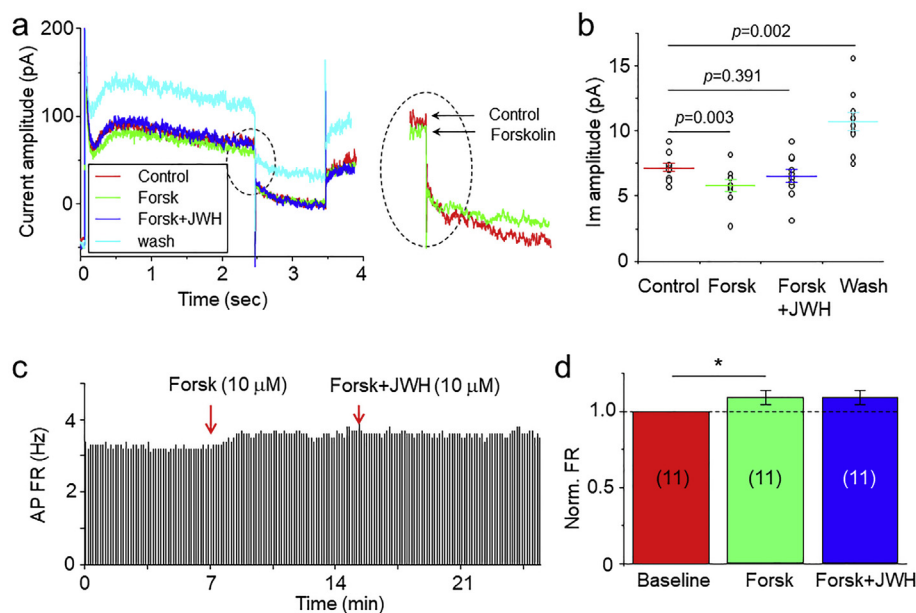 a
200
100
0
Current amplitude (pA)
Control
Forsk
Forsk+JWH
wash
0
1
2
3
4
Time (sec)
Control
Forskolin
b
p=0.002
p=0.391
p=0.003
15
10
5
0
Im amplitude (pA)
Control
Forsk
Forsk
+JWH
Wash
c
Forsk (10 µM)
Forsk+JWH (10 µM)
4
2
0
AP FR (Hz)
0
7
14
21
Time (min)
d
*
1.0
0.5
0
Norm. FR
(11)
(11)
(11)
Baseline
Forsk
Forsk+JWH